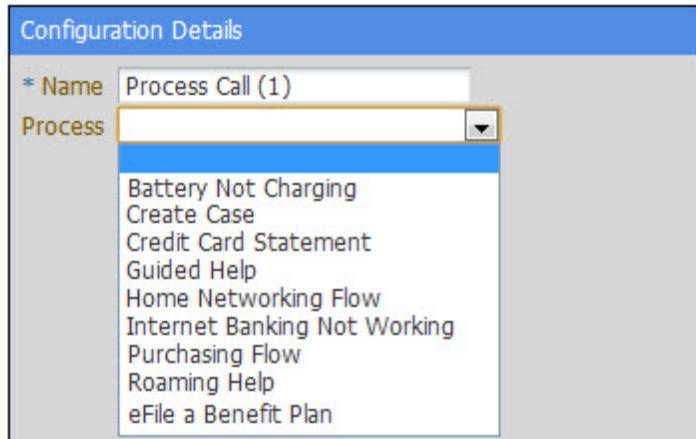 Configuration Details
* Name Process Call (1)
Process
Battery Not Charging
Create Case
Credit Card Statement
Guided Help
Home Networking Flow
Internet Banking Not Working
Purchasing Flow
Roaming Help
eFile a Benefit Plan